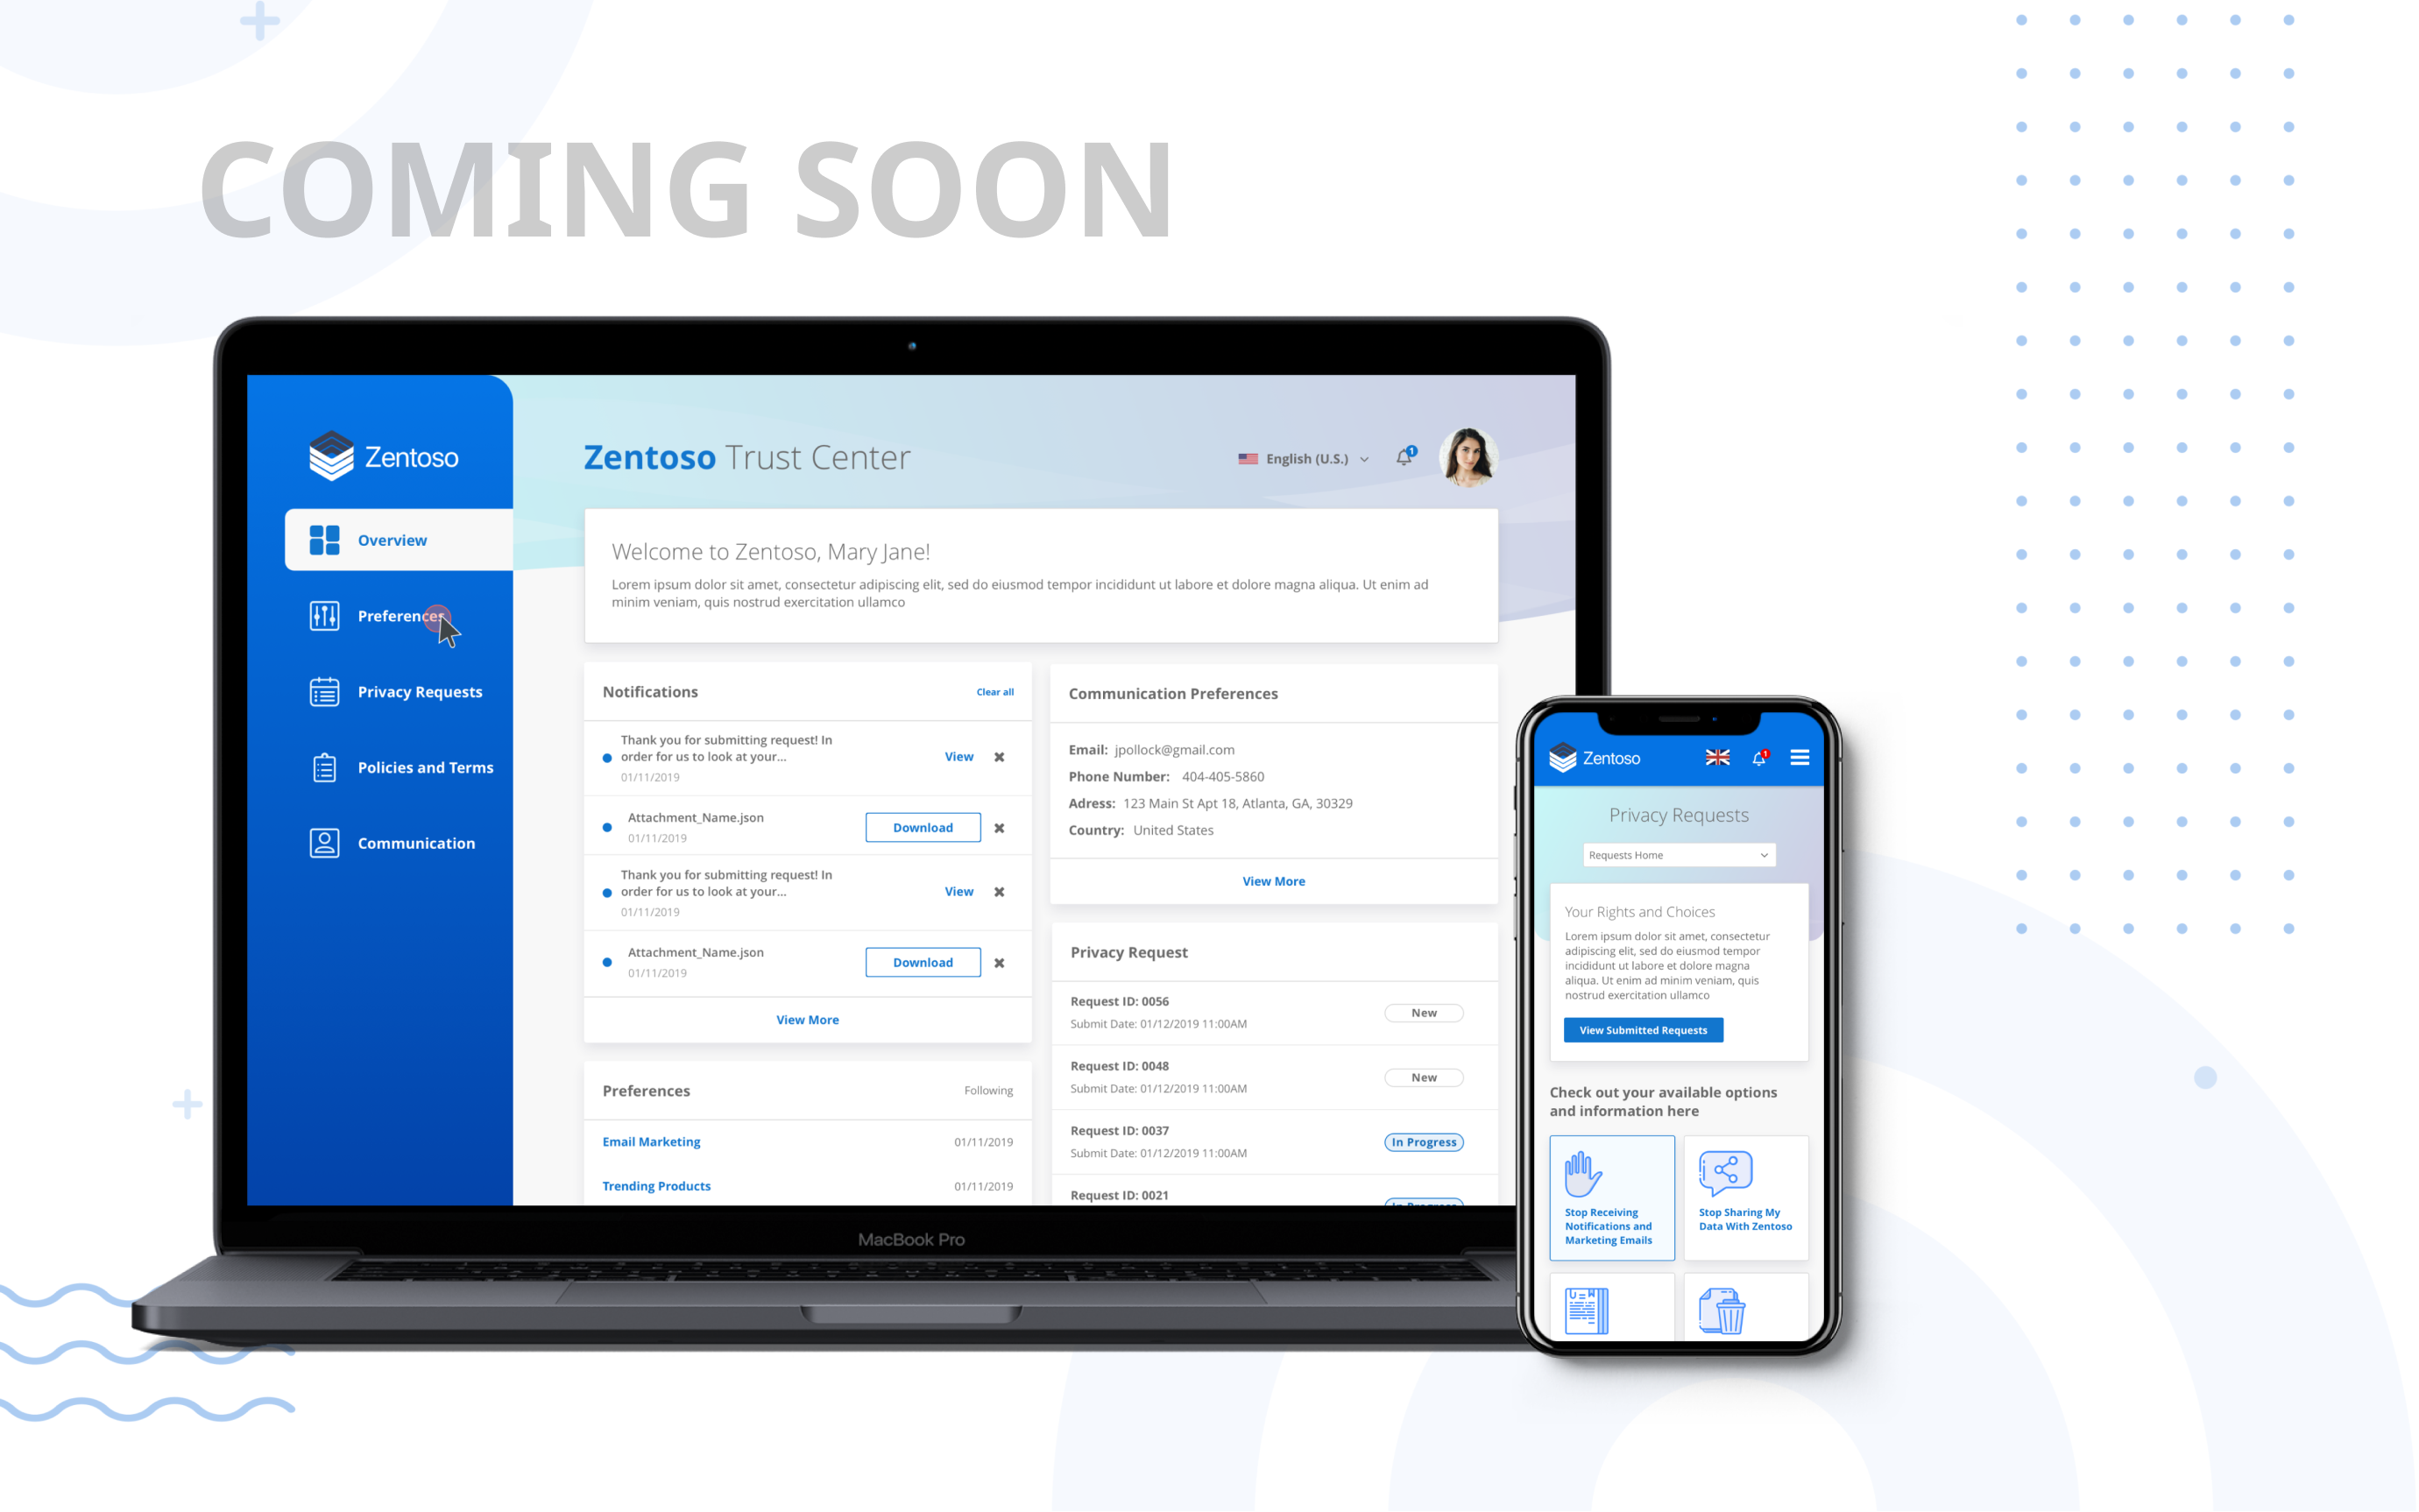 COMING SOON
Zentoso
Overview
Preferences
Privacy Requests
Policies and Terms
Communication
Zentoso Trust Center
English (U.S.)
1
Welcome to Zentoso, Mary Jane!
Lorem ipsum dolor sit amet, consectetur adipiscing elit, sed do eiusmod tempor incididunt ut labore et dolore magna aliqua. Ut enim ad
minim veniam, quis nostrud exercitation ullamco
Notifications
Clear all
Thank you for submitting request! In
order for us to look at your...
01/11/2019
View
Attachment_Name.json
01/11/2019
Download
Thank you for submitting request! In
order for us to look at your...
01/11/2019
View
Attachment_Name.json
01/11/2019
Download
View More
Preferences
Following
Email Marketing
01/11/2019
Trending Products
01/11/2019
Communication Preferences
Email: jpollock@gmail.com
Phone Number: 404-405-5860
Adress: 123 Main St Apt 18, Atlanta, GA, 30329
Country: United States
View More
Privacy Request
Request ID: 0056
Submit Date: 01/12/2019 11:00AM
New
Request ID: 0048
Submit Date: 01/12/2019 11:00AM
New
Request ID: 0037
Submit Date: 01/12/2019 11:00AM
In Progress
Request ID: 0021
In Progress
MacBook Pro
Zentoso
1
Privacy Requests
Requests Home
Your Rights and Choices
Lorem ipsum dolor sit amet, consectetur
adipiscing elit, sed do eiusmod tempor
incididunt ut labore et dolore magna
aliqua. Ut enim ad minim veniam, quis
nostrud exercitation ullamco
View Submitted Requests
Check out your available options
and information here
Stop Receiving
Notifications and
Marketing Emails
Stop Sharing My
Data With Zentoso